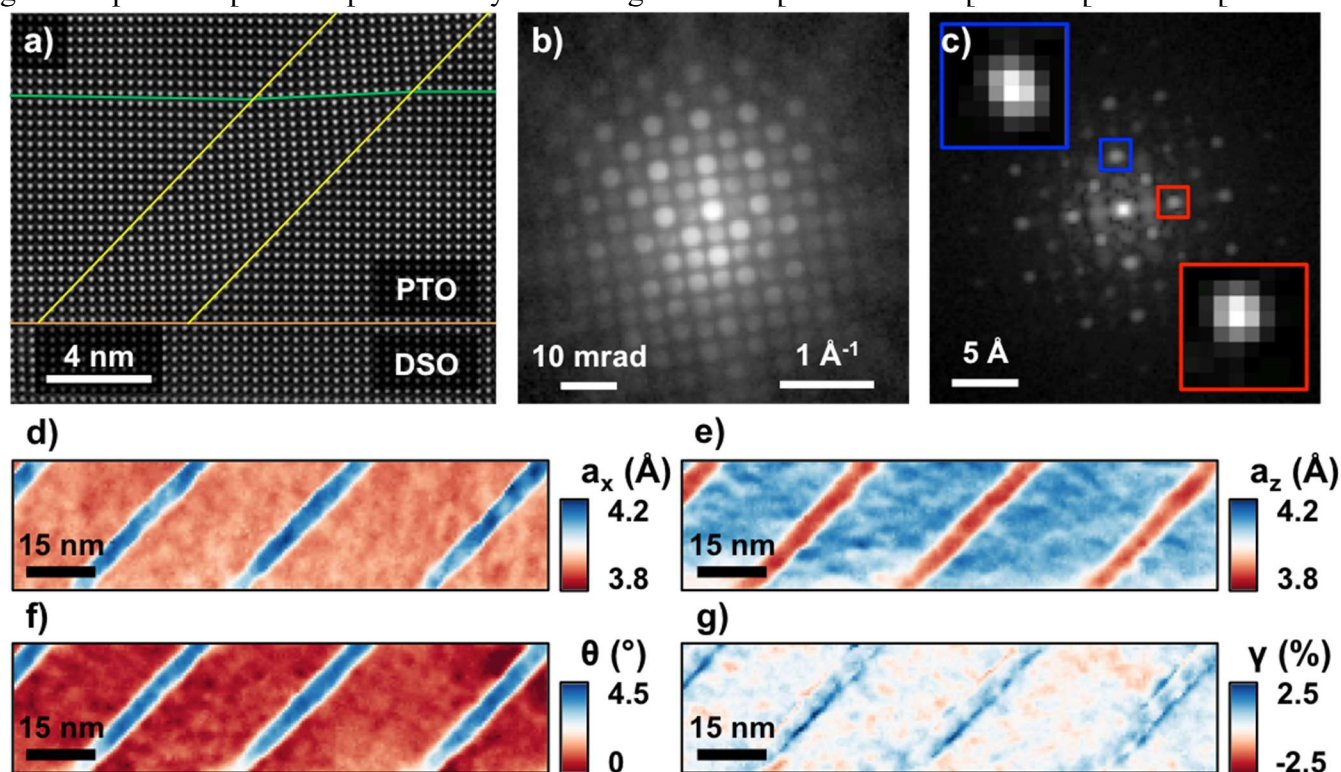 a)
PTO
4 nm
DSO
b)
10 mrad
1 Å⁻¹
c)
5 Å
d)
aₓ (Å)
4.2
15 nm
3.8
e)
a_z (Å)
4.2
15 nm
3.8
f)
θ (°)
4.5
15 nm
0
g)
γ (%)
2.5
15 nm
-2.5